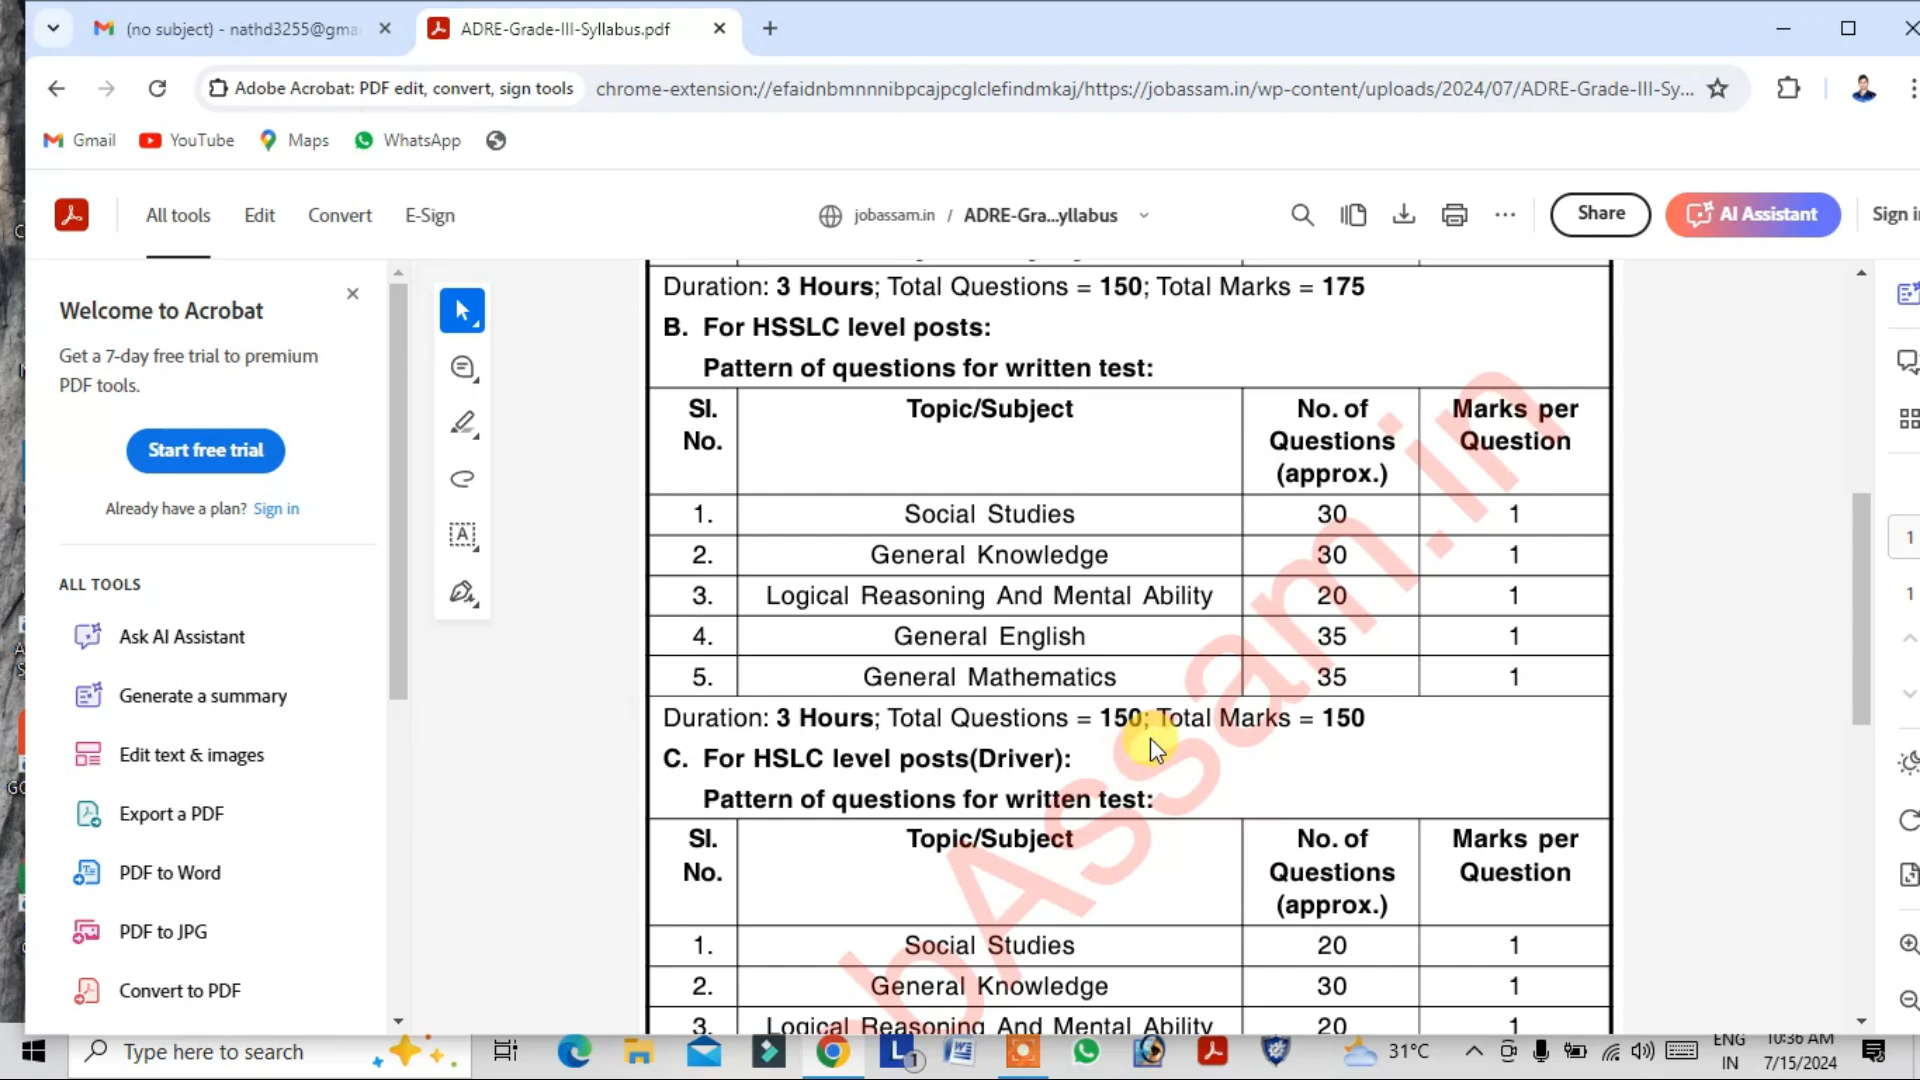 (no subject) - nathd3255@gma
ADRE-Grade-III-Syllabus.pdf
Adobe Acrobat: PDF edit, convert, sign tools
chrome-extension://efaidnbmnnnibpcajpcglclefindmkaj/https://jobassam.in/wp-content/uploads/2024/07/ADRE-Grade-III-Sy...
Gmail YouTube Maps WhatsApp
All tools Edit Convert E-Sign
jobassam.in / ADRE-Gra...yllabus
Share
AI Assistant
Sign in
Welcome to Acrobat
Get a 7-day free trial to premium
PDF tools.
Start free trial
Already have a plan? Sign in
ALL TOOLS
Ask AI Assistant
Generate a summary
Edit text & images
Export a PDF
PDF to Word
PDF to JPG
Convert to PDF
Duration: 3 Hours; Total Questions = 150; Total Marks = 175
B. For HSSLC level posts:
Pattern of questions for written test:
Sl. No. Topic/Subject No. of Questions (approx.) Marks per Question
1. Social Studies 30 1
2. General Knowledge 30 1
3. Logical Reasoning And Mental Ability 20 1
4. General English 35 1
5. General Mathematics 35 1
Duration: 3 Hours; Total Questions = 150; Total Marks = 150
C. For HSLC level posts(Driver):
Pattern of questions for written test:
Sl. No. Topic/Subject No. of Questions (approx.) Marks per Question
1. Social Studies 20 1
2. General Knowledge 30 1
3. Logical Reasoning And Mental Ability 20 1
bAssam.in
1
1
Type here to search
31°C
ENG
IN
10:36 AM
7/15/2024